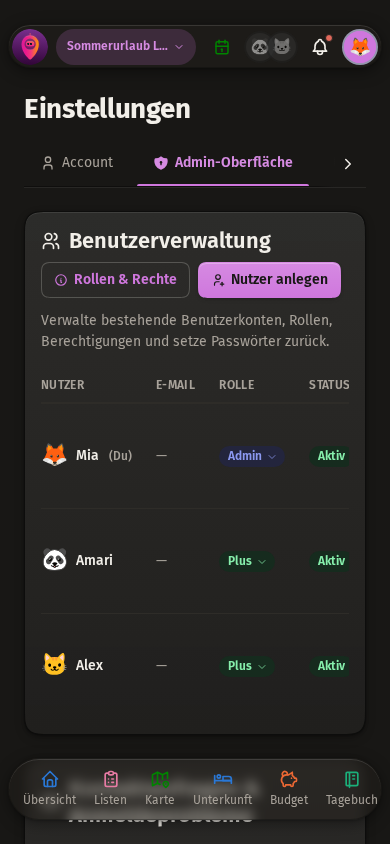 Sommerurlaub L...
Einstellungen
Account
Admin-Oberfläche
Benutzerverwaltung
Rollen & Rechte
Nutzer anlegen
Verwalte bestehende Benutzerkonten, Rollen,
Berechtigungen und setze Passwörter zurück.
NUTZER E-MAIL ROLLE STATUS
Mia (Du) — Admin Aktiv
Amari — Plus Aktiv
Alex — Plus Aktiv
Übersicht Listen Karte Unterkunft Budget Tagebuch